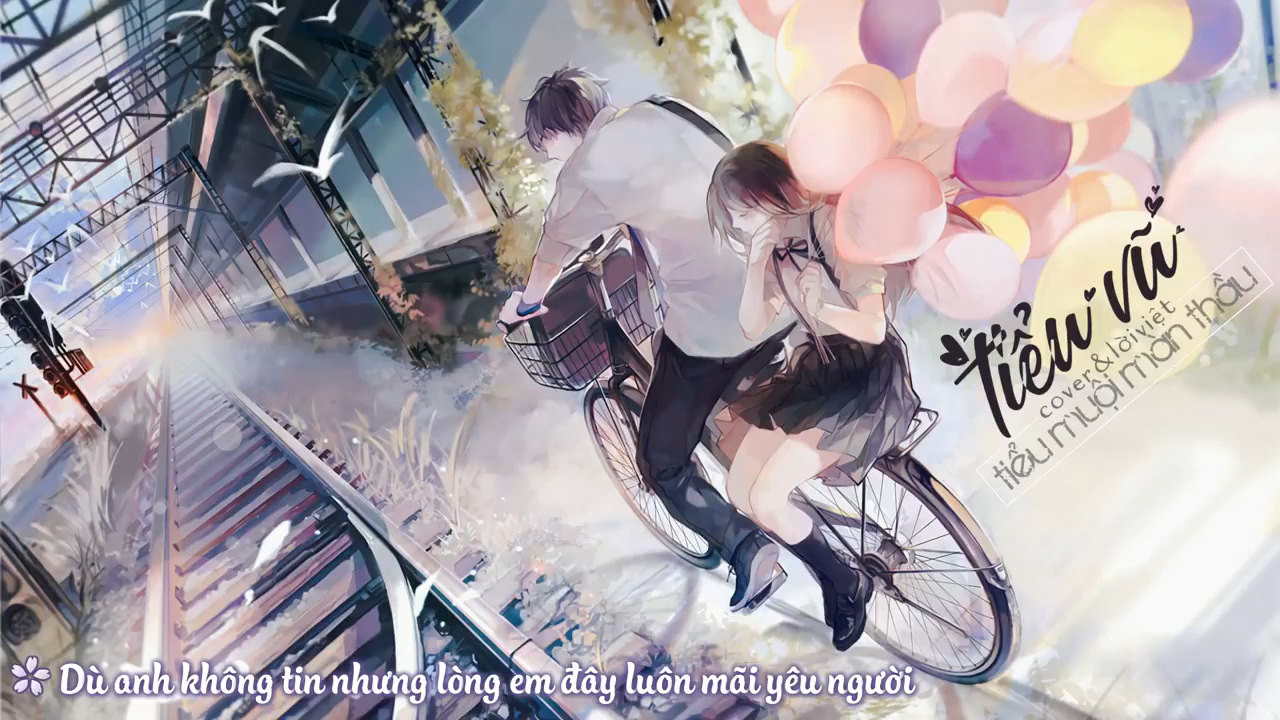 tiểu vũ
cover & lời việt
tiểu muội màn thầu
Dù anh không tin nhưng lòng em đây luôn mãi yêu người